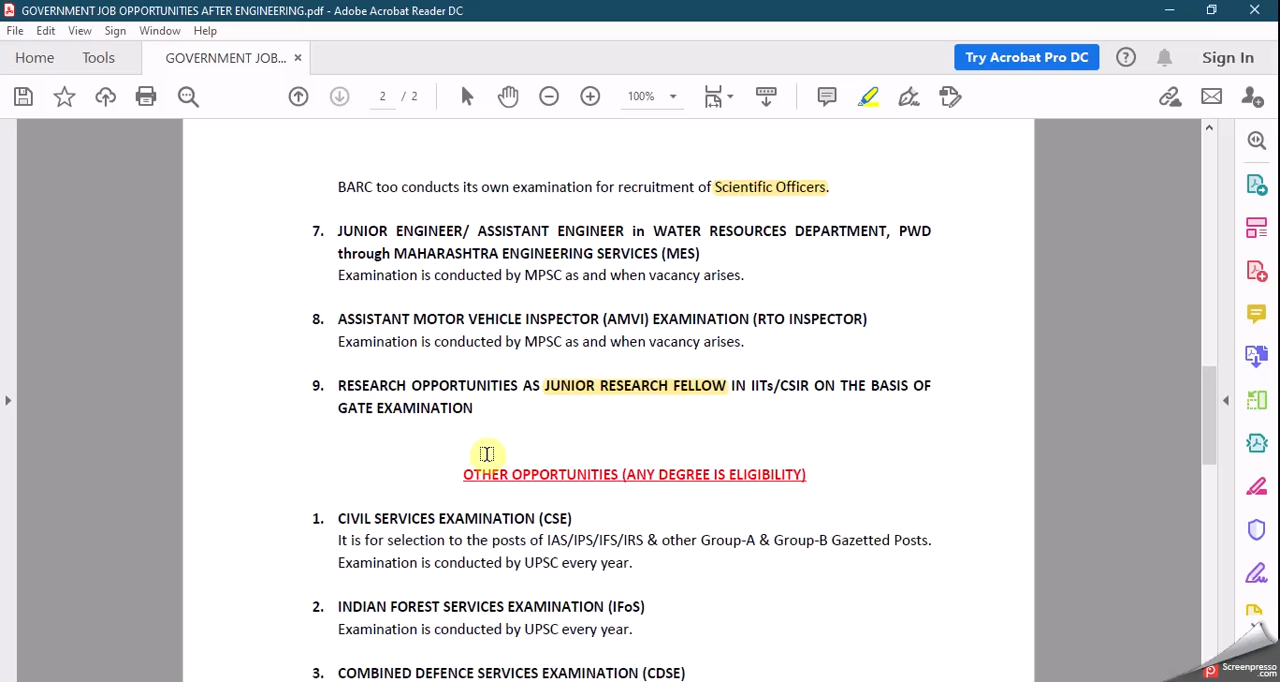 GOVERNMENT JOB OPPORTUNITIES AFTER ENGINEERING.pdf - Adobe Acrobat Reader DC
File Edit View Sign Window Help
Home Tools GOVERNMENT JOB... × Try Acrobat Pro DC Sign In
2 / 2 100%
BARC too conducts its own examination for recruitment of Scientific Officers.
7. JUNIOR ENGINEER/ ASSISTANT ENGINEER in WATER RESOURCES DEPARTMENT, PWD
through MAHARASHTRA ENGINEERING SERVICES (MES)
Examination is conducted by MPSC as and when vacancy arises.
8. ASSISTANT MOTOR VEHICLE INSPECTOR (AMVI) EXAMINATION (RTO INSPECTOR)
Examination is conducted by MPSC as and when vacancy arises.
9. RESEARCH OPPORTUNITIES AS JUNIOR RESEARCH FELLOW IN IITs/CSIR ON THE BASIS OF
GATE EXAMINATION
OTHER OPPORTUNITIES (ANY DEGREE IS ELIGIBILITY)
1. CIVIL SERVICES EXAMINATION (CSE)
It is for selection to the posts of IAS/IPS/IFS/IRS & other Group-A & Group-B Gazetted Posts.
Examination is conducted by UPSC every year.
2. INDIAN FOREST SERVICES EXAMINATION (IFoS)
Examination is conducted by UPSC every year.
3. COMBINED DEFENCE SERVICES EXAMINATION (CDSE)
Screenpresso
.com